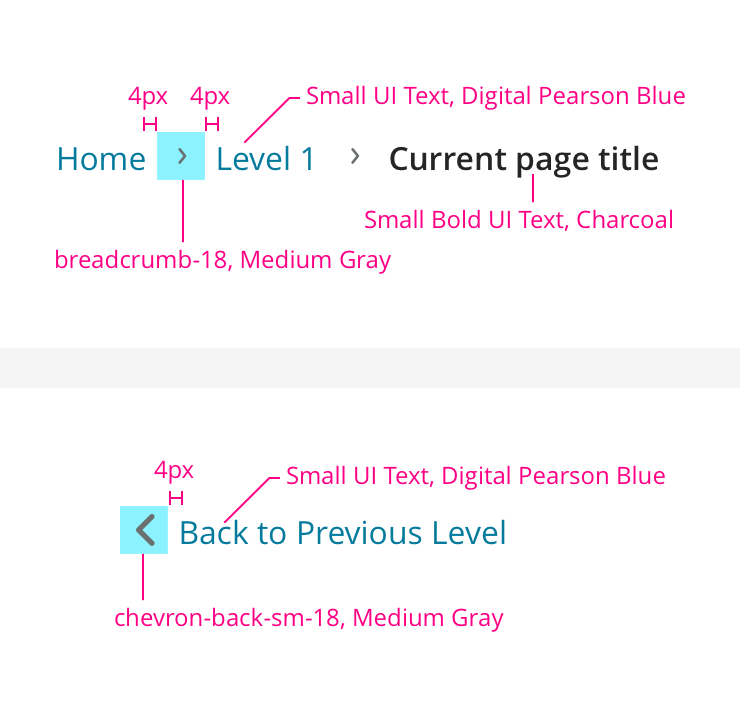 4px 4px Small UI Text, Digital Pearson Blue
Home › Level 1 › Current page title
Small Bold UI Text, Charcoal
breadcrumb-18, Medium Gray
4px Small UI Text, Digital Pearson Blue
Back to Previous Level
chevron-back-sm-18, Medium Gray